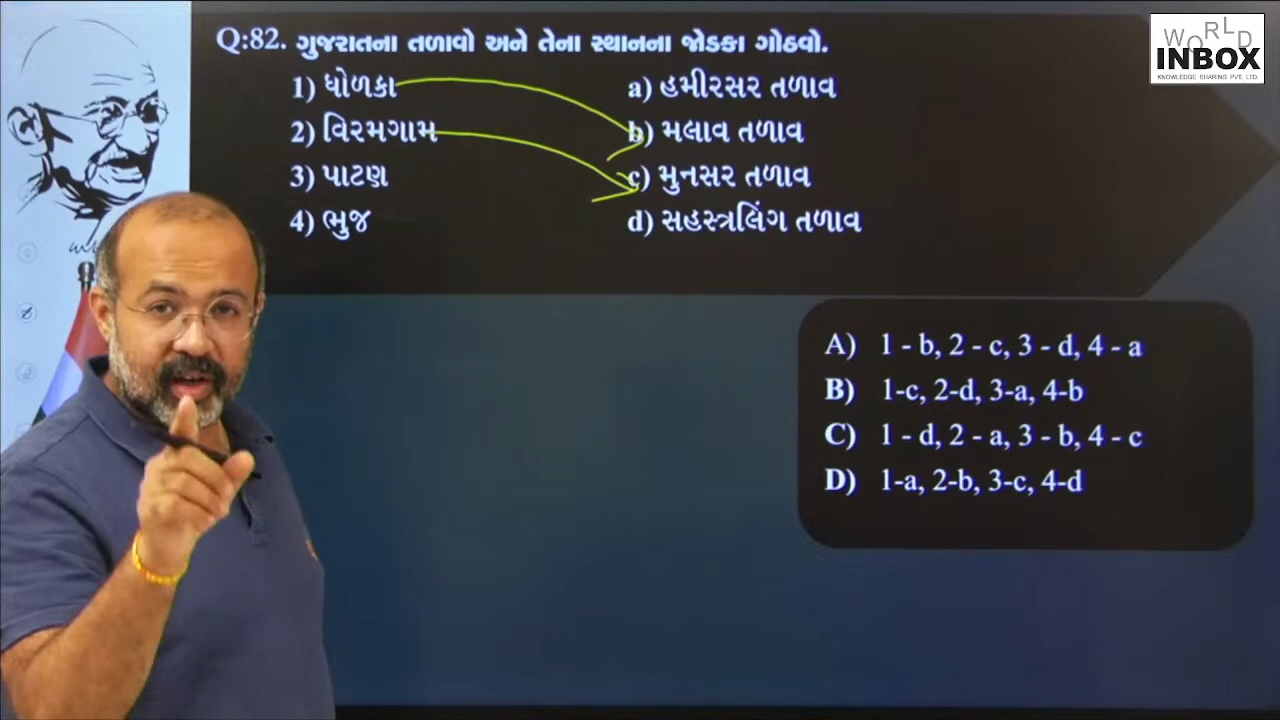 Q:82. ગુજરાતના તળાવો અને તેના સ્થાનના જોડકા ગોઠવો.
1) ધોળકા
a) હમીરસર તળાવ
2) વિરમગામ
b) મલાવ તળાવ
3) પાટણ
c) મુનસર તળાવ
4) ભુજ
d) સહસ્ત્રલિંગ તળાવ
A) 1 - b, 2 - c, 3 - d, 4 - a
B) 1-c, 2-d, 3-a, 4-b
C) 1 - d, 2 - a, 3 - b, 4 - c
D) 1-a, 2-b, 3-c, 4-d
WORLD
INBOX
KNOWLEDGE SHARING PVT. LTD.